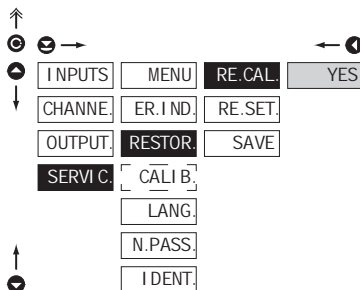 INPUTS MENU RE.CAL. YES
CHANNE. ER.IND. RE.SET.
OUTPUT. RESTOR. SAVE
SERVIC. CALIB.
LANG.
N.PASS.
IDENT.